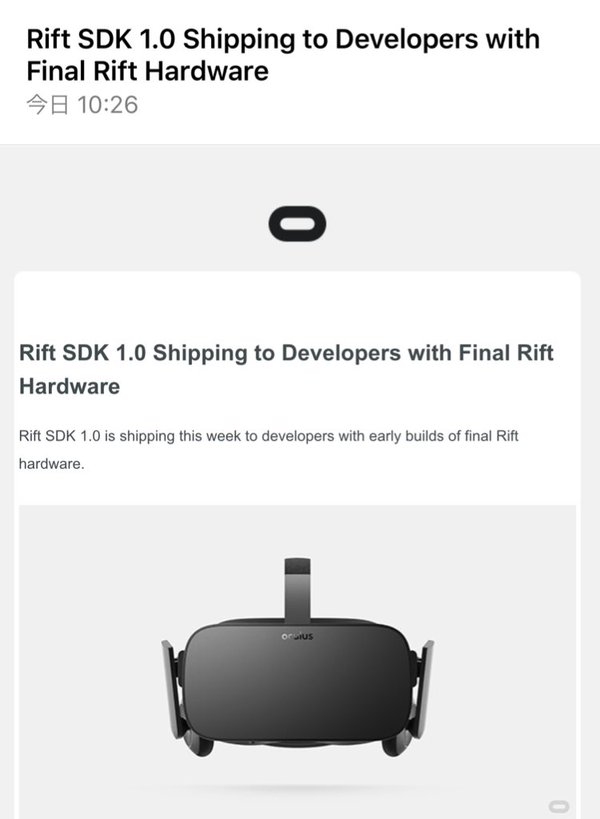 Rift SDK 1.0 Shipping to Developers with
Final Rift Hardware
今日 10:26
Rift SDK 1.0 Shipping to Developers with Final Rift
Hardware
Rift SDK 1.0 is shipping this week to developers with early builds of final Rift
hardware.
oculus